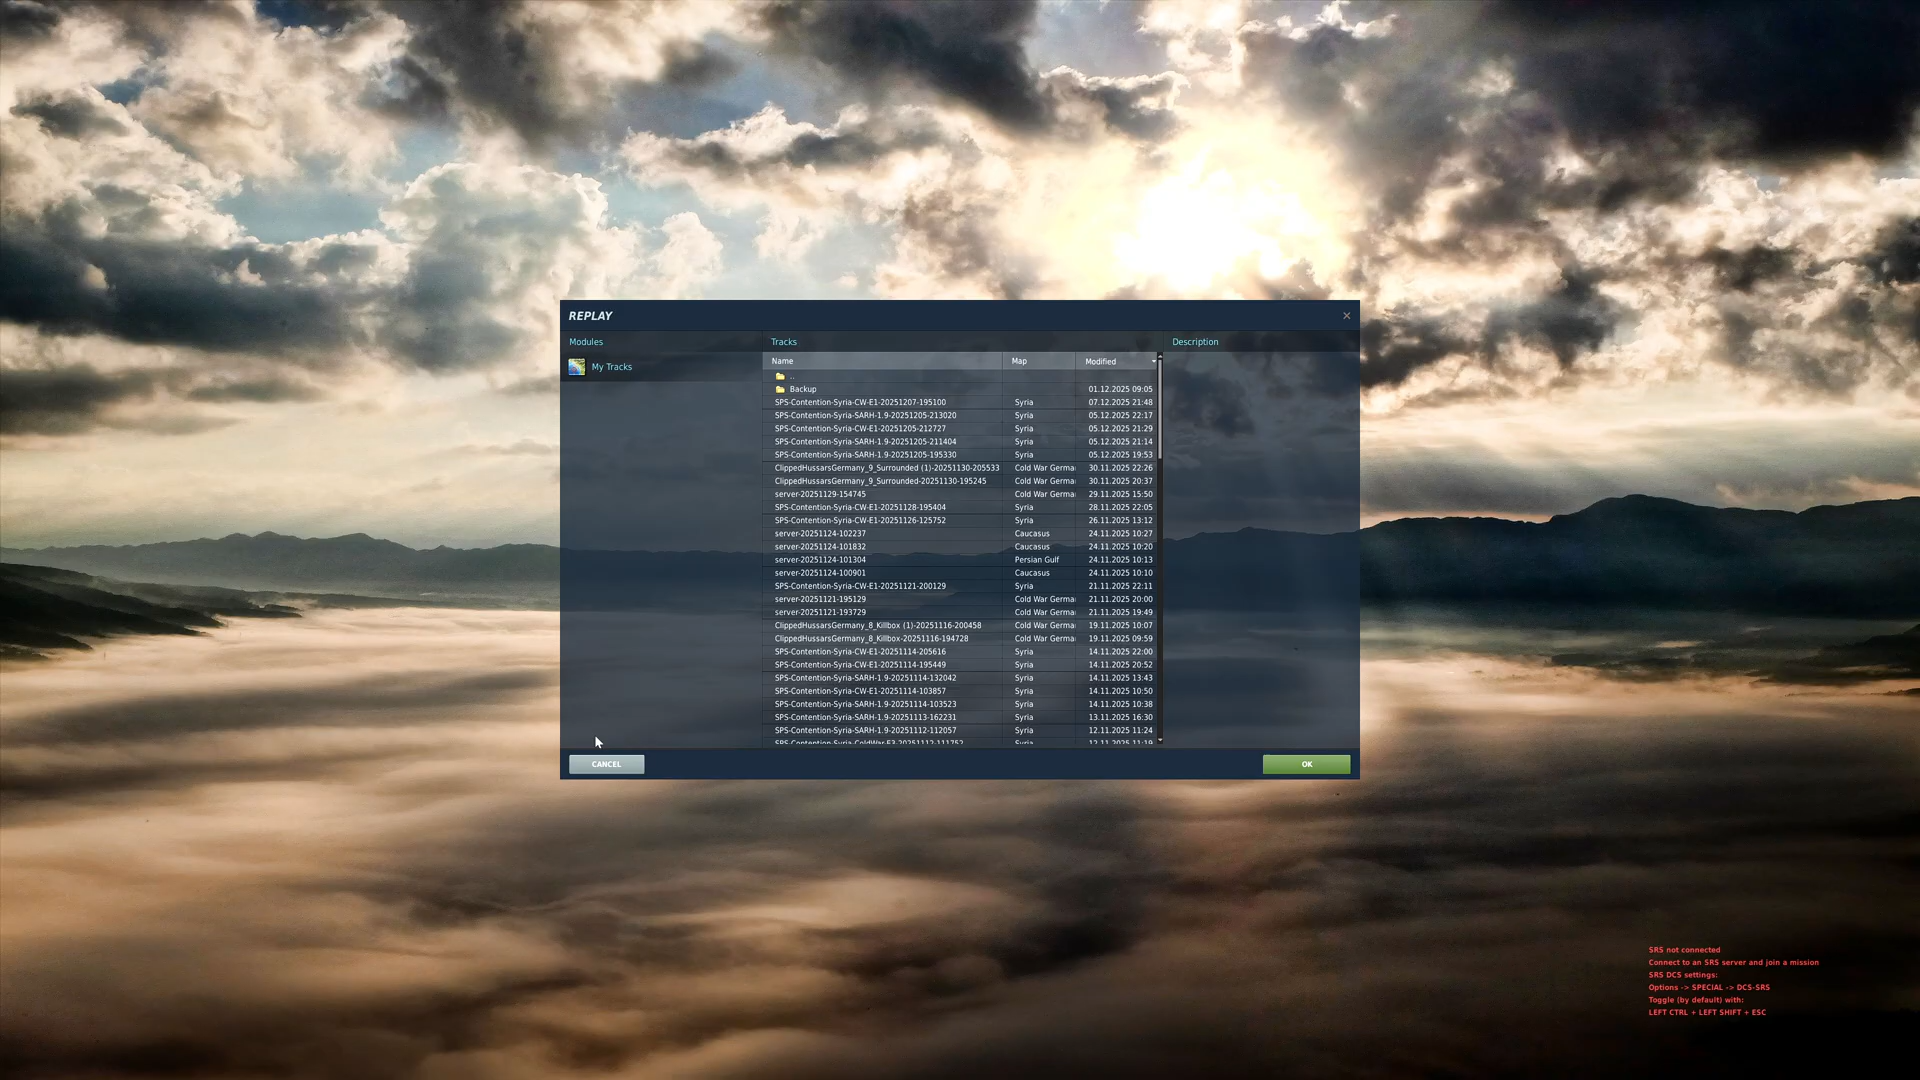 REPLAY
Modules Tracks Description
My Tracks
Name Map Modified
..
Backup 01.12.2025 09:05
SPS-Contention-Syria-CW-E1-20251207-195100 Syria 07.12.2025 21:48
SPS-Contention-Syria-SARH-1.9-20251205-213020 Syria 05.12.2025 22:17
SPS-Contention-Syria-CW-E1-20251205-212727 Syria 05.12.2025 21:29
SPS-Contention-Syria-SARH-1.9-20251205-211404 Syria 05.12.2025 21:14
SPS-Contention-Syria-SARH-1.9-20251205-195330 Syria 05.12.2025 19:53
ClippedHussarsGermany_9_Surrounded (1)-20251130-205533 Cold War Germa 30.11.2025 22:26
ClippedHussarsGermany_9_Surrounded-20251130-195245 Cold War Germa 30.11.2025 20:37
server-20251129-154745 Cold War Germa 29.11.2025 15:50
SPS-Contention-Syria-CW-E1-20251128-195404 Syria 28.11.2025 22:05
SPS-Contention-Syria-CW-E1-20251126-125752 Syria 26.11.2025 13:12
server-20251124-102237 Caucasus 24.11.2025 10:27
server-20251124-101832 Caucasus 24.11.2025 10:20
server-20251124-101304 Persian Gulf 24.11.2025 10:13
server-20251124-100901 Caucasus 24.11.2025 10:10
SPS-Contention-Syria-CW-E1-20251121-200129 Syria 21.11.2025 22:11
server-20251121-195129 Cold War Germa 21.11.2025 20:00
server-20251121-193729 Cold War Germa 21.11.2025 19:49
ClippedHussarsGermany_8_Killbox (1)-20251116-200458 Cold War Germa 19.11.2025 10:07
ClippedHussarsGermany_8_Killbox-20251116-194728 Cold War Germa 19.11.2025 09:59
SPS-Contention-Syria-CW-E1-20251114-205616 Syria 14.11.2025 22:00
SPS-Contention-Syria-CW-E1-20251114-195449 Syria 14.11.2025 20:52
SPS-Contention-Syria-SARH-1.9-20251114-132042 Syria 14.11.2025 13:43
SPS-Contention-Syria-CW-E1-20251114-103857 Syria 14.11.2025 10:50
SPS-Contention-Syria-SARH-1.9-20251114-103523 Syria 14.11.2025 10:38
SPS-Contention-Syria-SARH-1.9-20251113-162231 Syria 13.11.2025 16:30
SPS-Contention-Syria-SARH-1.9-20251112-112057 Syria 12.11.2025 11:24
SPS-Contention-Syria-ColdWar-E3-20251112-111752 Syria 12.11.2025 11:19
CANCEL OK
SRS not connected
Connect to an SRS server and join a mission
SRS DCS settings:
Options -> SPECIAL -> DCS-SRS
Toggle (by default) with:
LEFT CTRL + LEFT SHIFT + ESC